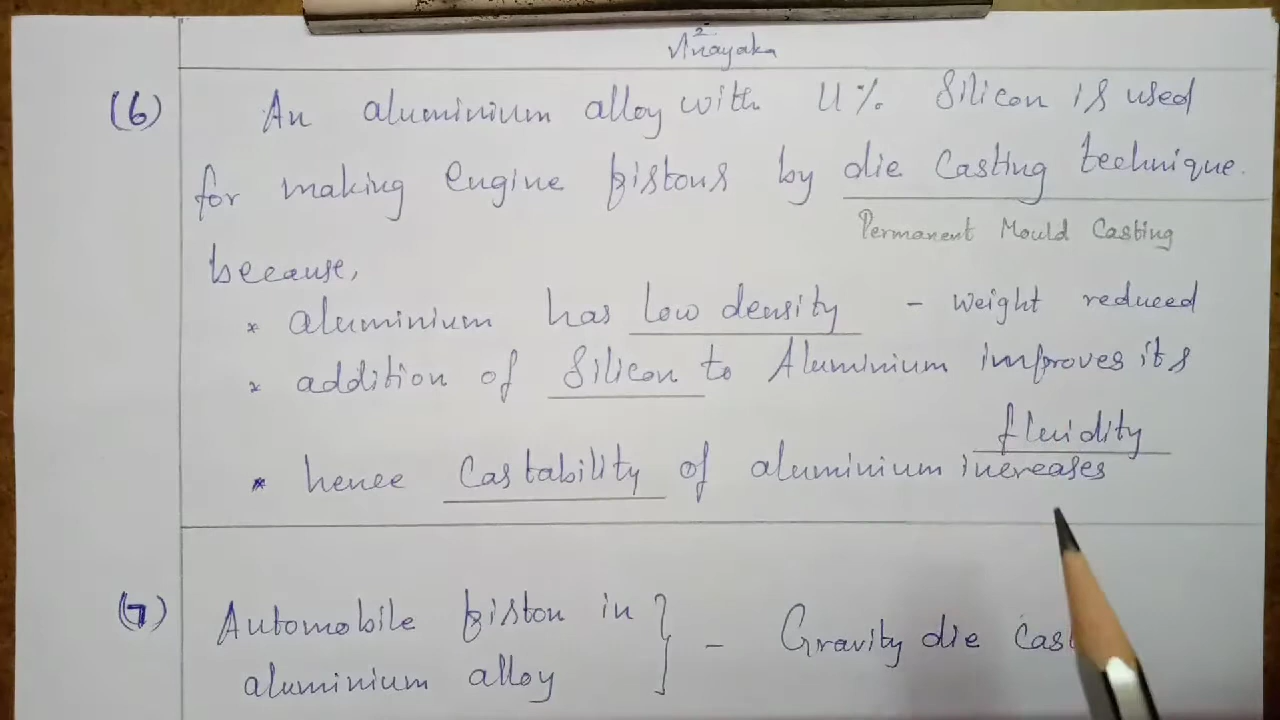 Vinayaka
2
(6) An aluminium alloy with 11% Silicon is used
for making engine pistons by die casting technique.
Permanent Mould Casting
because,
* aluminium has low density - weight reduced
* addition of Silicon to Aluminium improves its
fluidity
* hence Castability of aluminium increases
(7) Automobile piston in
aluminium alloy } - Gravity die